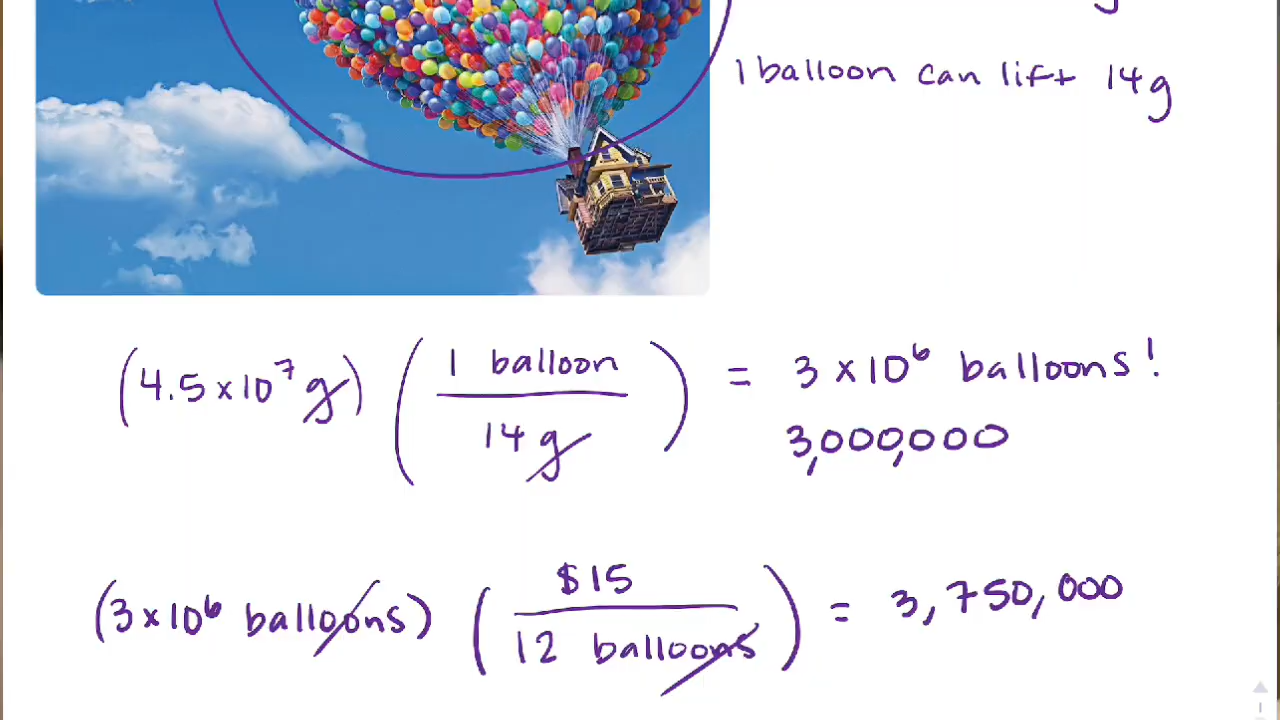 1 balloon can lift 14g
(4.5 x 10⁷ g) (1 balloon / 14 g) = 3 x 10⁶ balloons!
3,000,000
(3 x 10⁶ balloons) ($15 / 12 balloons) = 3,750,000